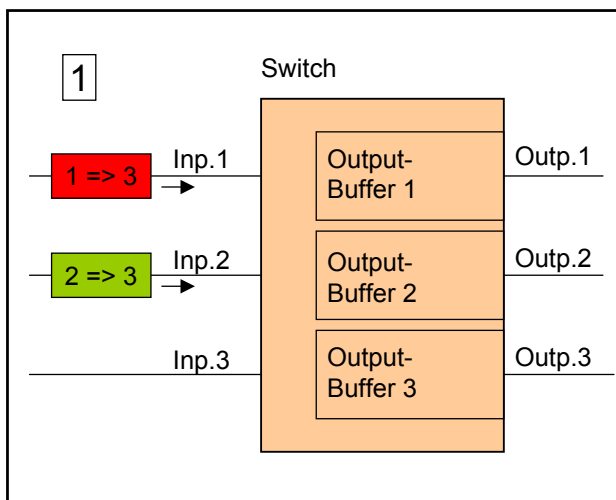 1
Switch
1 => 3
Inp.1
Output-
Buffer 1
Outp.1
2 => 3
Inp.2
Output-
Buffer 2
Outp.2
Inp.3
Output-
Buffer 3
Outp.3